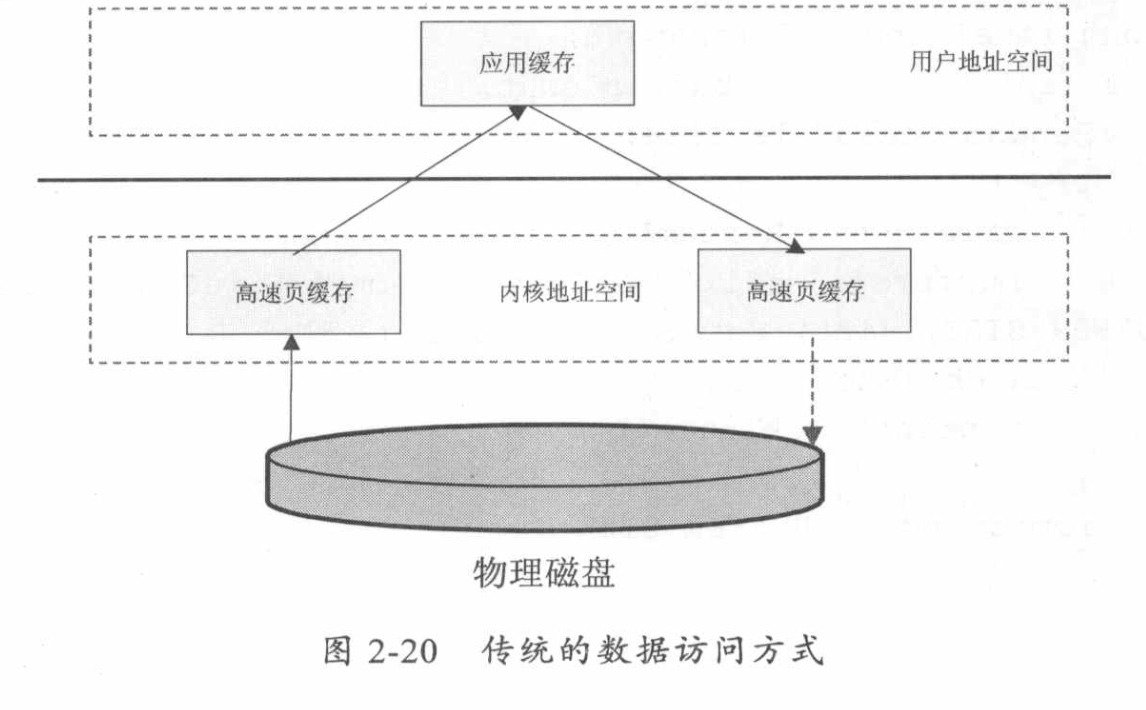 应用缓存
用户地址空间
高速页缓存
内核地址空间
高速页缓存
物理磁盘
图 2-20 传统的数据访问方式